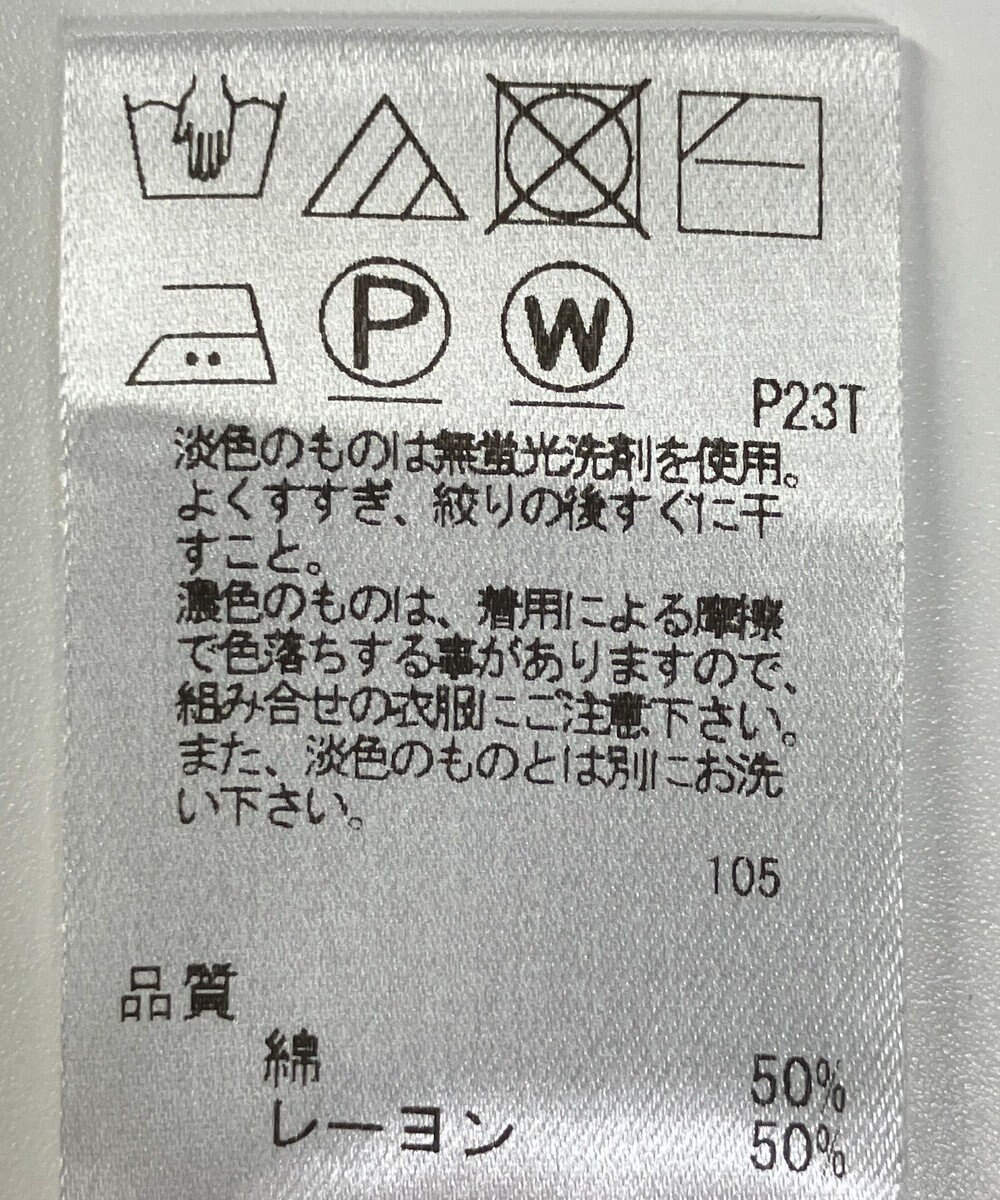 P
W
P23T
淡色のものは無蛍光洗剤を使用。
よくすすぎ、絞りの後すぐに干
すこと。
濃色のものは、着用による摩擦
で色落ちする事がありますので、
組み合せの衣服にご注意下さい。
また、淡色のものとは別にお洗
い下さい。
105
品質
綿 50%
レーヨン 50%